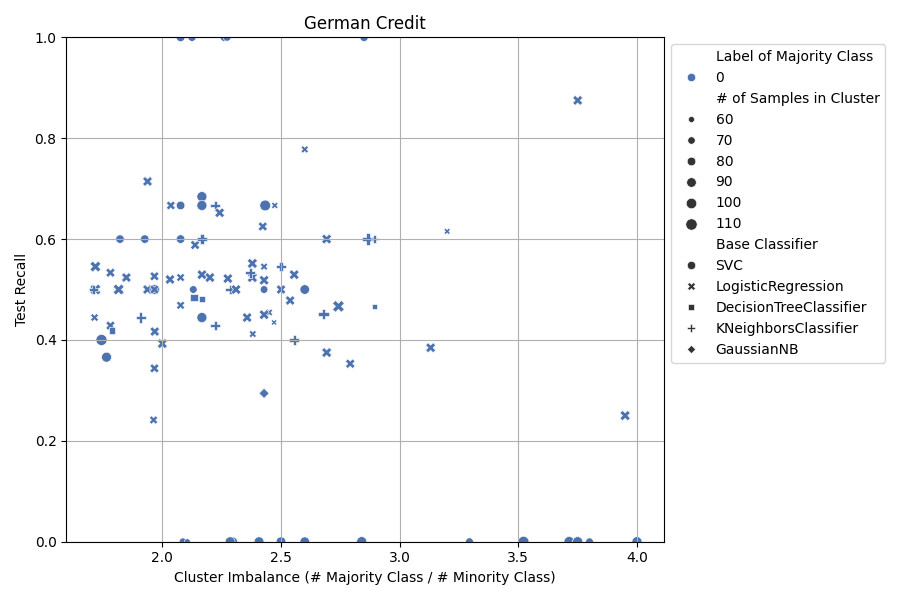 German Credit
1.0
0.8
0.6
0.4
0.2
0.0
Test Recall
2.0 2.5 3.0 3.5 4.0
Cluster Imbalance (# Majority Class / # Minority Class)
Label of Majority Class
0
# of Samples in Cluster
60
70
80
90
100
110
Base Classifier
SVC
LogisticRegression
DecisionTreeClassifier
KNeighborsClassifier
GaussianNB